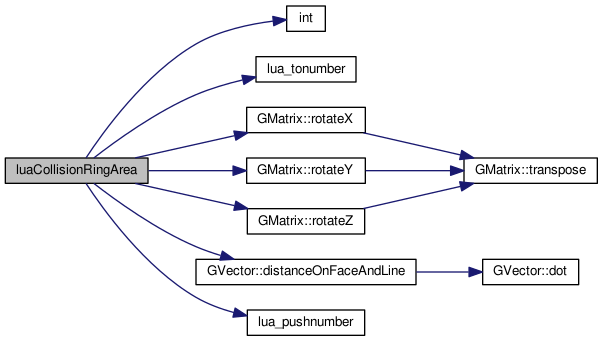 int
lua_tonumber
GMatrix::rotateX
luaCollisionRingArea
GMatrix::rotateY
GMatrix::transpose
GMatrix::rotateZ
GVector::distanceOnFaceAndLine
GVector::dot
lua_pushnumber